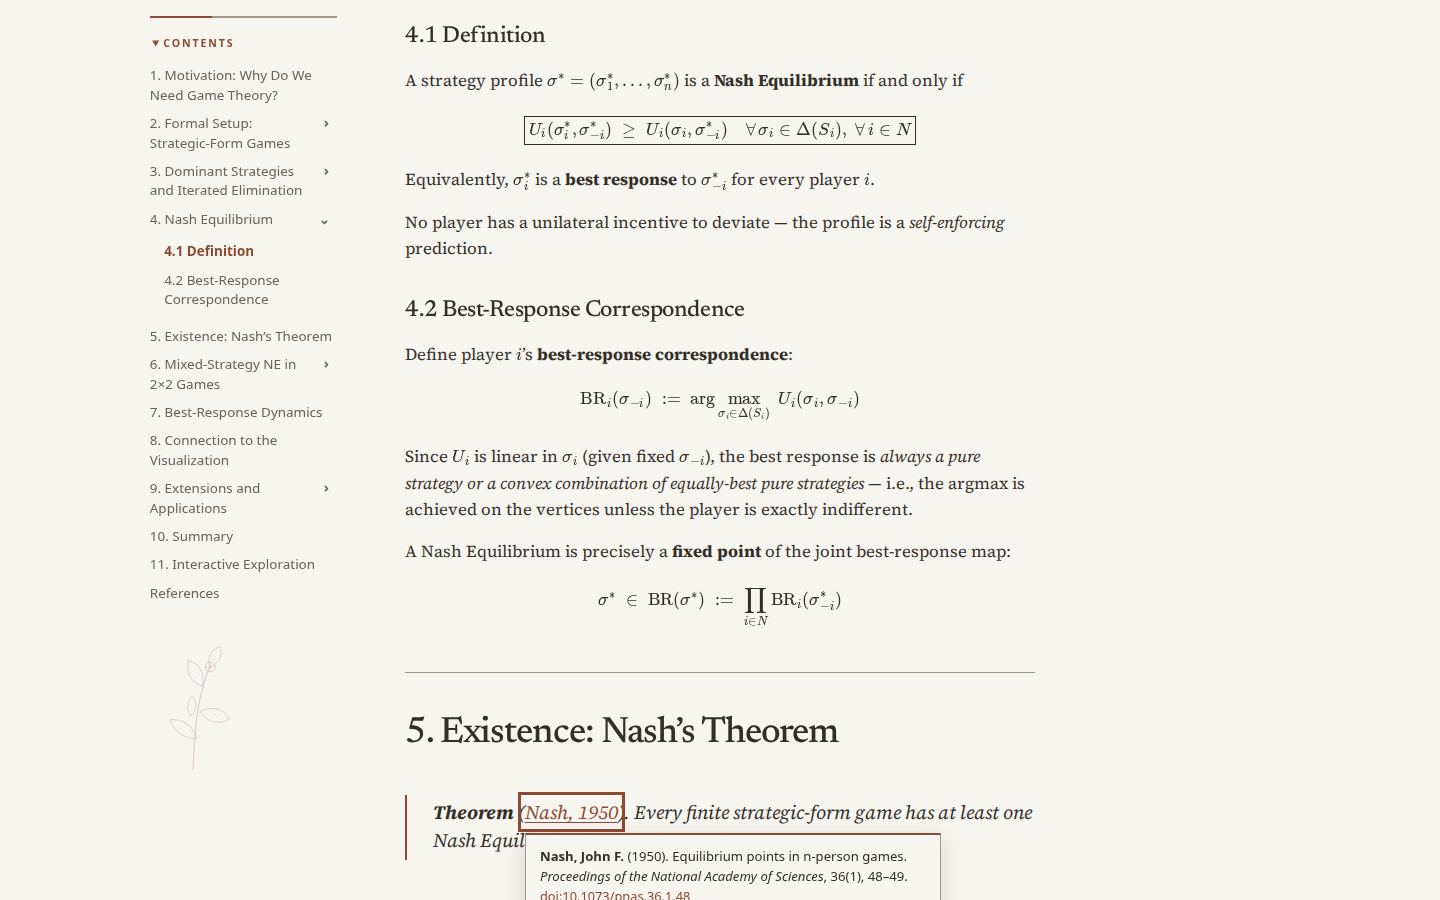 ▼ CONTENTS
1. Motivation: Why Do We
Need Game Theory?
2. Formal Setup:
Strategic-Form Games
3. Dominant Strategies
and Iterated Elimination
4. Nash Equilibrium
4.1 Definition
4.2 Best-Response
Correspondence
5. Existence: Nash’s Theorem
6. Mixed-Strategy NE in
2×2 Games
7. Best-Response Dynamics
8. Connection to the
Visualization
9. Extensions and
Applications
10. Summary
11. Interactive Exploration
References
4.1 Definition
A strategy profile σ* = (σ₁*, . . . , σₙ*) is a Nash Equilibrium if and only if
Uᵢ(σᵢ*, σ₋ᵢ*) ≥ Uᵢ(σᵢ, σ₋ᵢ*) ∀ σᵢ ∈ Δ(Sᵢ), ∀ i ∈ N
Equivalently, σᵢ* is a best response to σ₋ᵢ* for every player i.
No player has a unilateral incentive to deviate — the profile is a self-enforcing
prediction.
4.2 Best-Response Correspondence
Define player i’s best-response correspondence:
BRᵢ(σ₋ᵢ) := arg max Uᵢ(σᵢ, σ₋ᵢ)
σᵢ∈Δ(Sᵢ)
Since Uᵢ is linear in σᵢ (given fixed σ₋ᵢ), the best response is always a pure
strategy or a convex combination of equally-best pure strategies — i.e., the argmax is
achieved on the vertices unless the player is exactly indifferent.
A Nash Equilibrium is precisely a fixed point of the joint best-response map:
σ* ∈ BR(σ*) := ∏ BRᵢ(σ₋ᵢ*)
i∈N
5. Existence: Nash’s Theorem
Theorem (Nash, 1950). Every finite strategic-form game has at least one
Nash Equil
Nash, John F. (1950). Equilibrium points in n-person games.
Proceedings of the National Academy of Sciences, 36(1), 48–49.
doi:10.1073/pnas.36.1.48